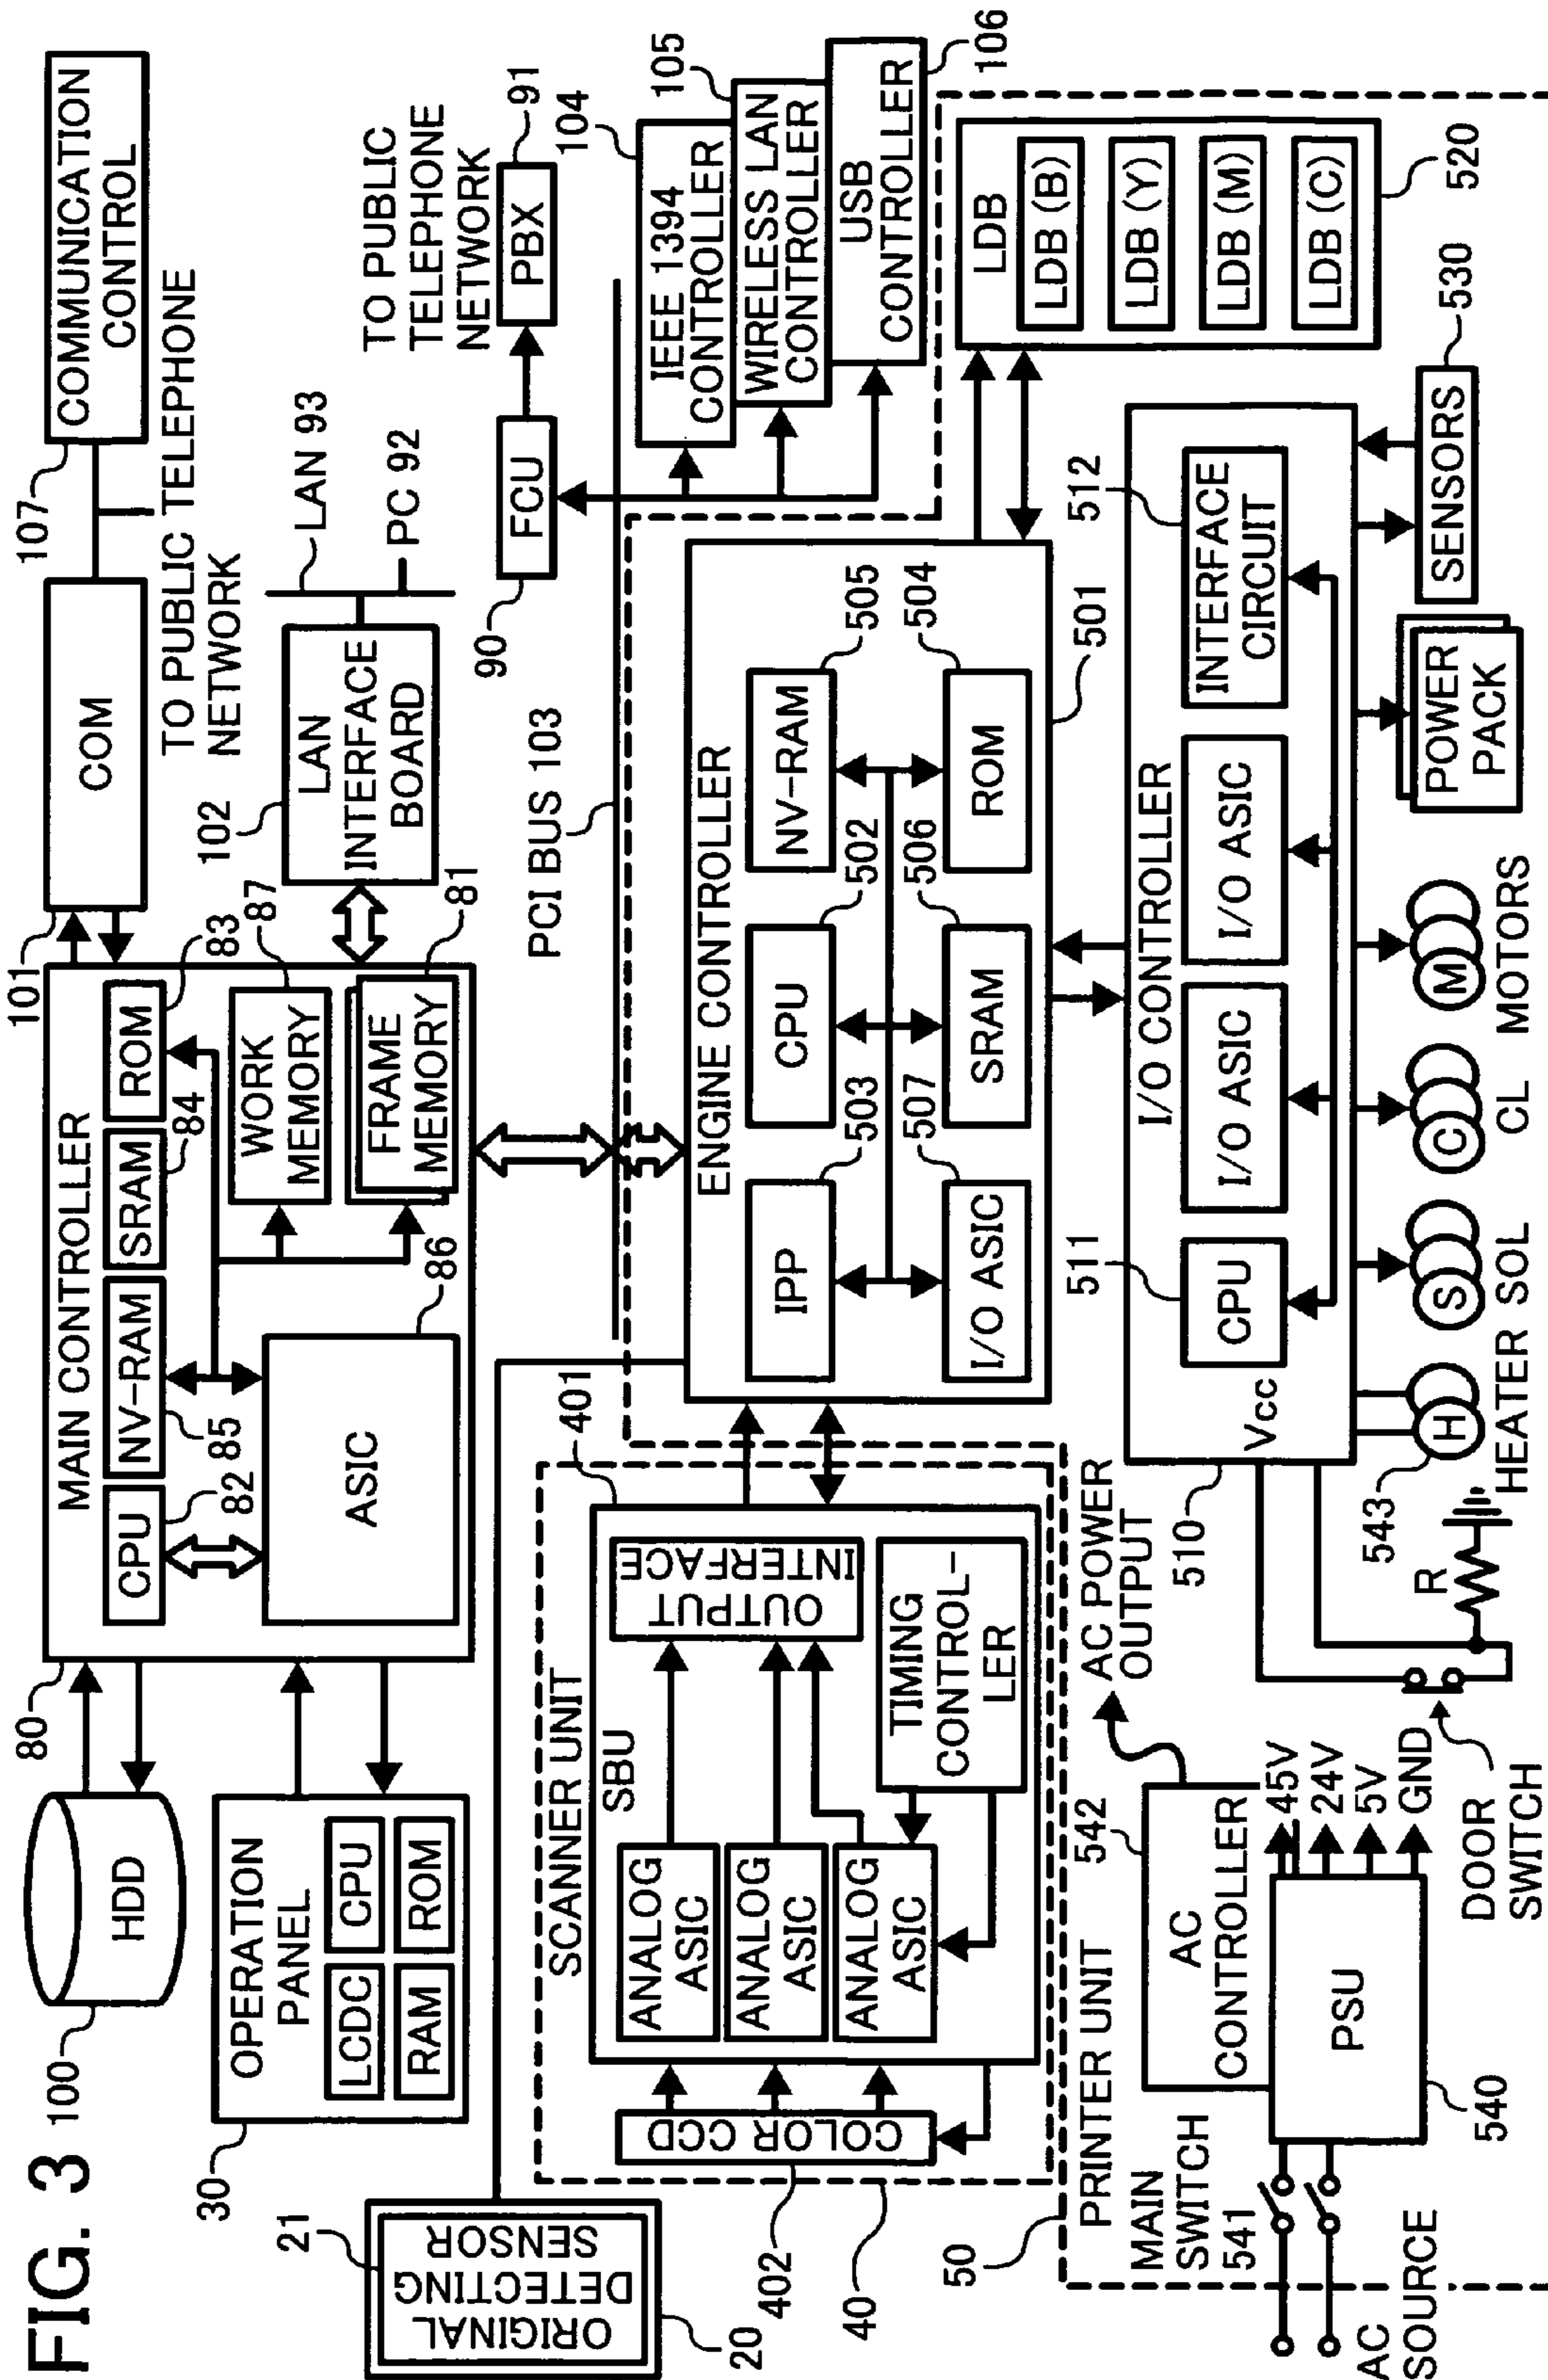 FIG. 3
100
HDD
80
MAIN CONTROLLER
CPU
82
NV-RAM
85
SRAM
84
ROM
83
WORK
MEMORY
87
FRAME
MEMORY
81
ASIC
86
101
COM
107
COMMUNICATION
CONTROL
TO PUBLIC TELEPHONE
NETWORK
102
LAN
INTERFACE
BOARD
LAN 93
PC 92
30
OPERATION
PANEL
LCDC
CPU
RAM
ROM
90
FCU
PBX
91
TO PUBLIC
TELEPHONE
NETWORK
PCI BUS 103
104
IEEE 1394
CONTROLLER
105
WIRELESS LAN
CONTROLLER
USB
CONTROLLER
106
21
ORIGINAL
DETECTING
SENSOR
20
SCANNER UNIT
SBU
401
COLOR CCD
402
40
ANALOG
ASIC
ANALOG
ASIC
ANALOG
ASIC
OUTPUT
INTERFACE
TIMING
CONTROL-
LER
ENGINE CONTROLLER
IPP
503
CPU
502
NV-RAM
505
I/O ASIC
507
SRAM
506
ROM
504
501
LDB
LDB (B)
LDB (Y)
LDB (M)
LDB (C)
520
50
PRINTER UNIT
MAIN
SWITCH
541
AC
SOURCE
542
AC
CONTROLLER
PSU
540
AC POWER
OUTPUT
45V
24V
5V
GND
DOOR
SWITCH
R
510
I/O CONTROLLER
Vcc
CPU
511
I/O ASIC
I/O ASIC
INTERFACE
CIRCUIT
512
543
H
HEATER
S
SOL
C
CL
M
MOTORS
POWER
PACK
SENSORS
530